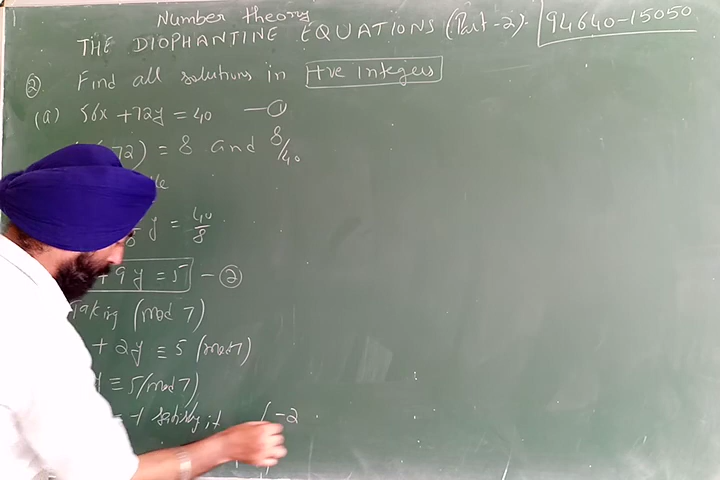 Number theory
THE DIOPHANTINE EQUATIONS (Part-2). 94640-15050
② Find all solutions in +ve integers
(a) 56x + 72y = 40 — ①
72) = 8 and 8/40
8 y = 40/8
+ 9y = 5 — ②
Taking (mod 7)
+ 2y ≡ 5 (mod 7)
≡ 5 (mod 7)
= -1 satisfy it -2